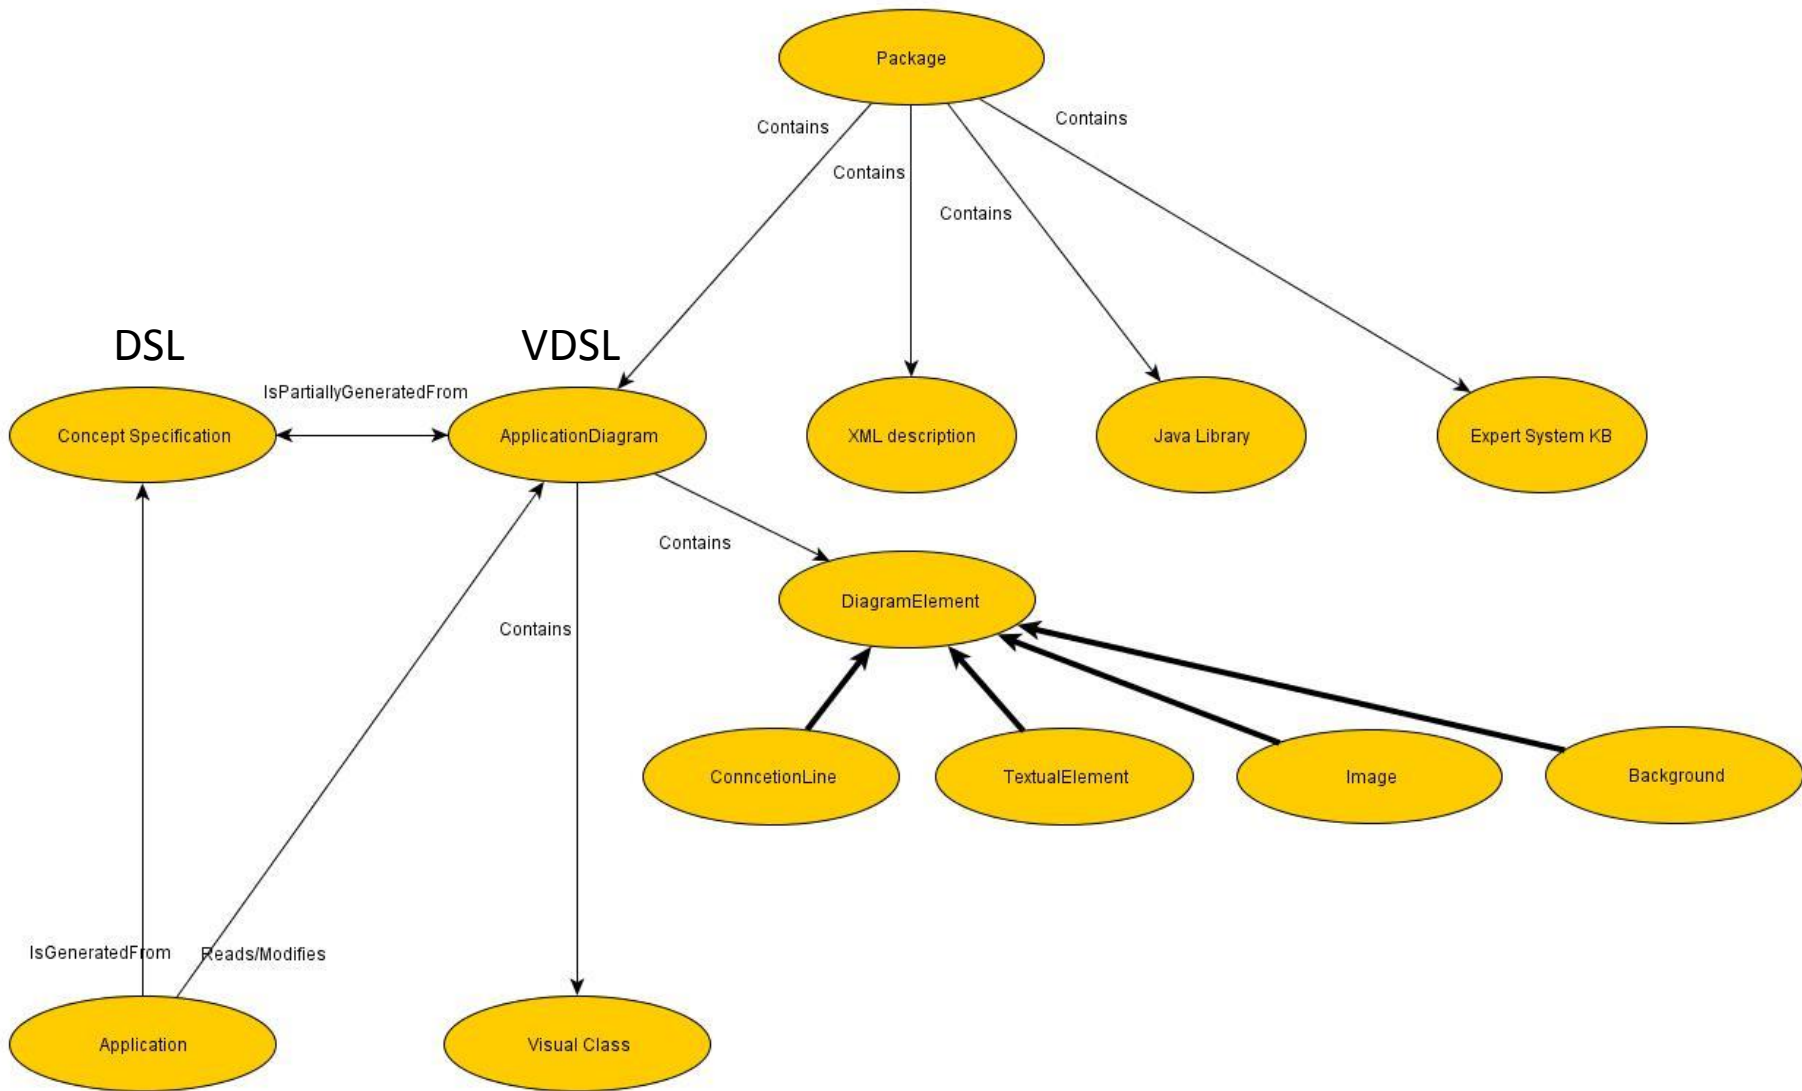 Package
Contains
Contains
Contains
Contains
DSL
VDSL
IsPartiallyGeneratedFrom
Concept Specification
ApplicationDiagram
XML description
Java Library
Expert System KB
Contains
DiagramElement
Contains
ConncetionLine
TextualElement
Image
Background
IsGeneratedFrom
Reads/Modifies
Application
Visual Class